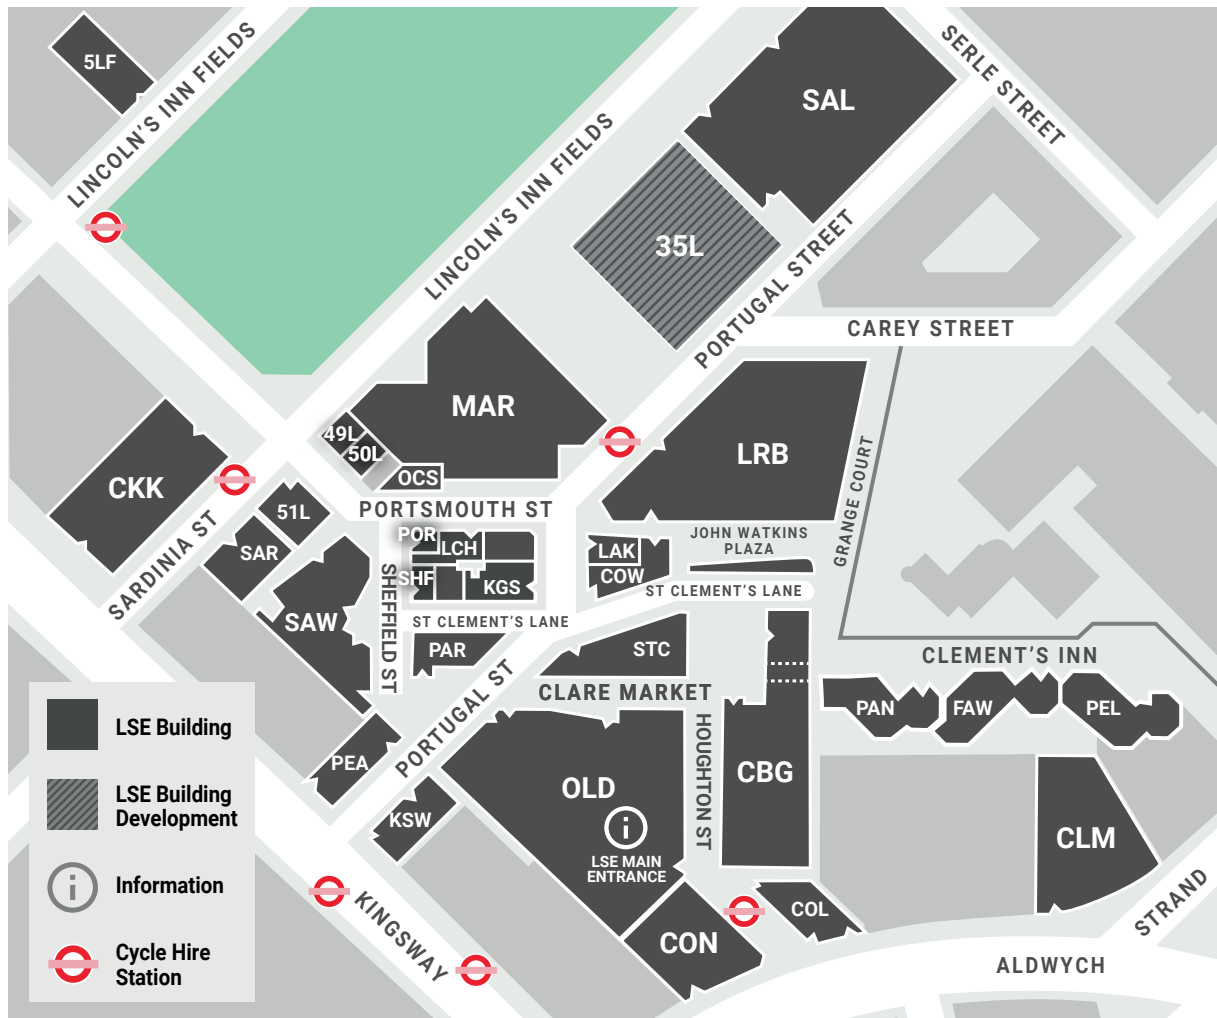 5LF
LINCOLN'S INN FIELDS
SERLE STREET
SAL
LINCOLN'S INN FIELDS
35L
PORTUGAL STREET
CAREY STREET
MAR
49L
50L
OCS
LRB
GRANGE COURT
CKK
SARDINIA ST
51L
SAR
SAW
PORTSMOUTH ST
POR
LCH
SHF
KGS
SHEFFIELD ST
LAK
COW
JOHN WATKINS
PLAZA
ST CLEMENT'S LANE
ST CLEMENT'S LANE
PAR
STC
CLEMENT'S INN
CLARE MARKET
PORTUGAL ST
HOUGHTON ST
PAN
FAW
PEL
PEA
KSW
OLD
LSE MAIN
ENTRANCE
CBG
CLM
COL
CON
KINGSWAY
STRAND
ALDWYCH
LSE Building
LSE Building
Development
Information
Cycle Hire
Station